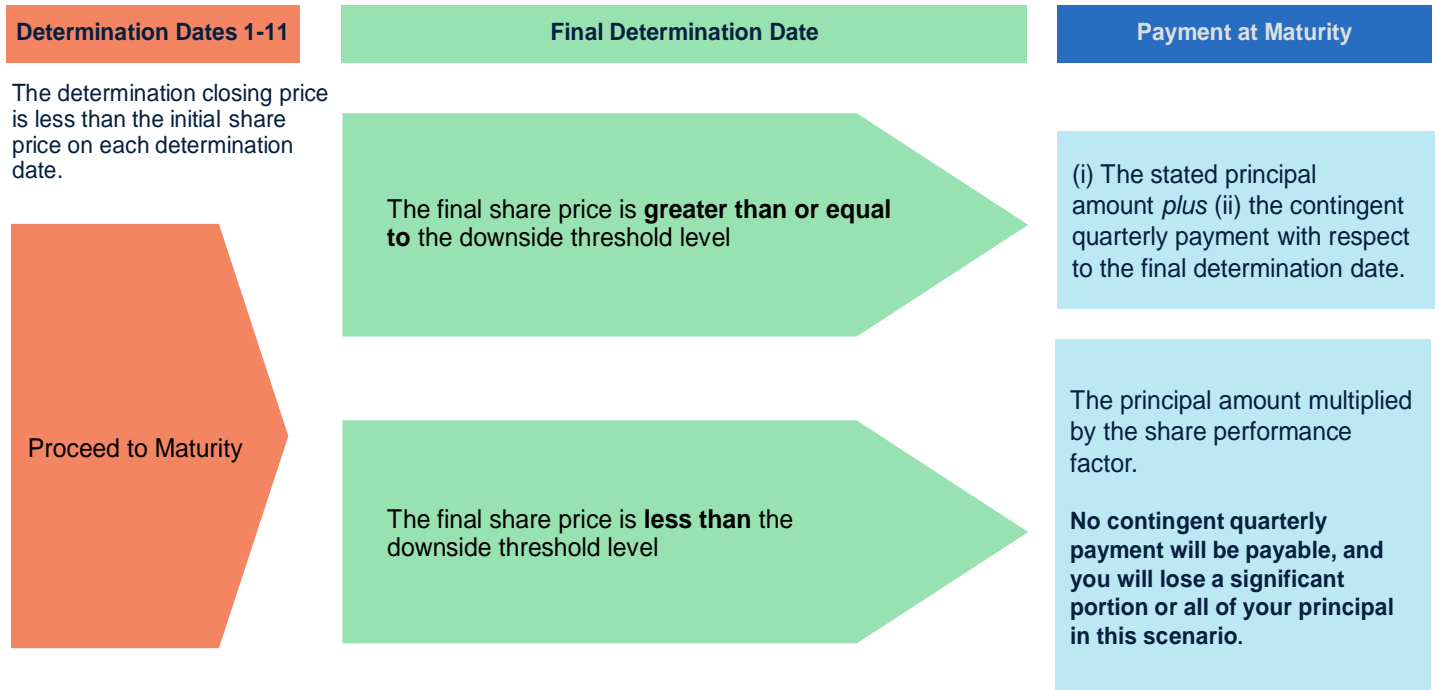 Determination Dates 1-11
Final Determination Date
Payment at Maturity
The determination closing price
is less than the initial share
price on each determination
date.
Proceed to Maturity
The final share price is greater than or equal
to the downside threshold level
(i) The stated principal
amount plus (ii) the contingent
quarterly payment with respect
to the final determination date.
The final share price is less than the
downside threshold level
The principal amount multiplied
by the share performance
factor.
No contingent quarterly
payment will be payable, and
you will lose a significant
portion or all of your principal
in this scenario.